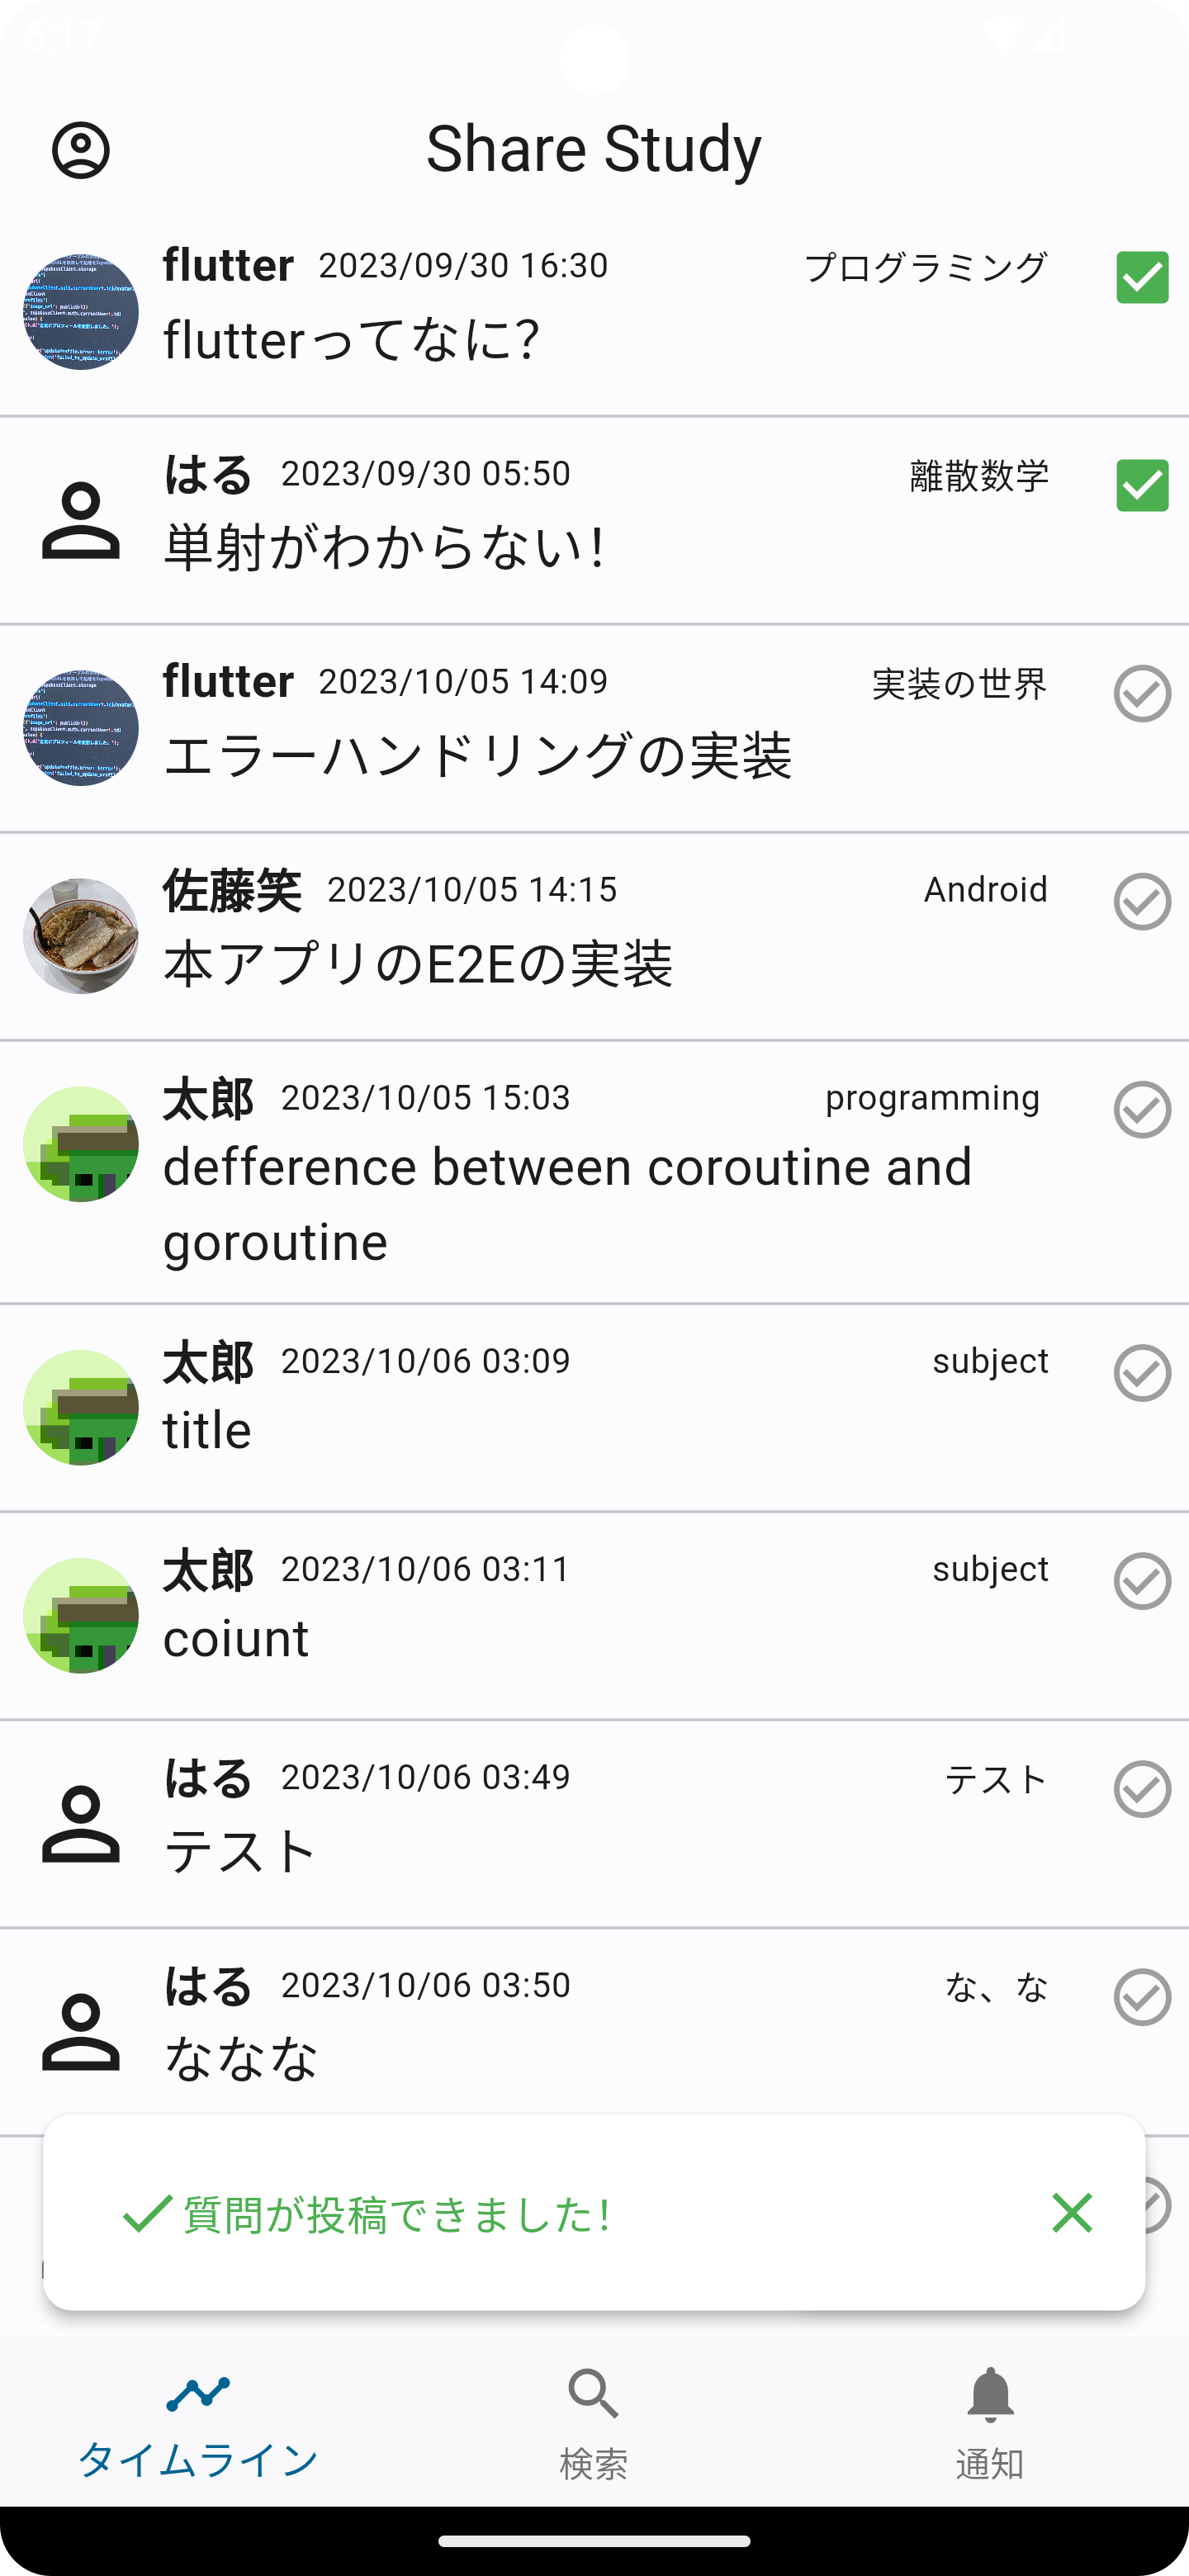 5:17
Share Study
flutter 2023/09/30 16:30 プログラミング
flutterってなに?
はる 2023/09/30 05:50 離散数学
単射がわからない!
flutter 2023/10/05 14:09 実装の世界
エラーハンドリングの実装
佐藤笑 2023/10/05 14:15 Android
本アプリのE2Eの実装
太郎 2023/10/05 15:03 programming
defference between coroutine and
goroutine
太郎 2023/10/06 03:09 subject
title
太郎 2023/10/06 03:11 subject
coiunt
はる 2023/10/06 03:49 テスト
テスト
はる 2023/10/06 03:50 な、な
ななな
質問が投稿できました!
タイムライン 検索 通知